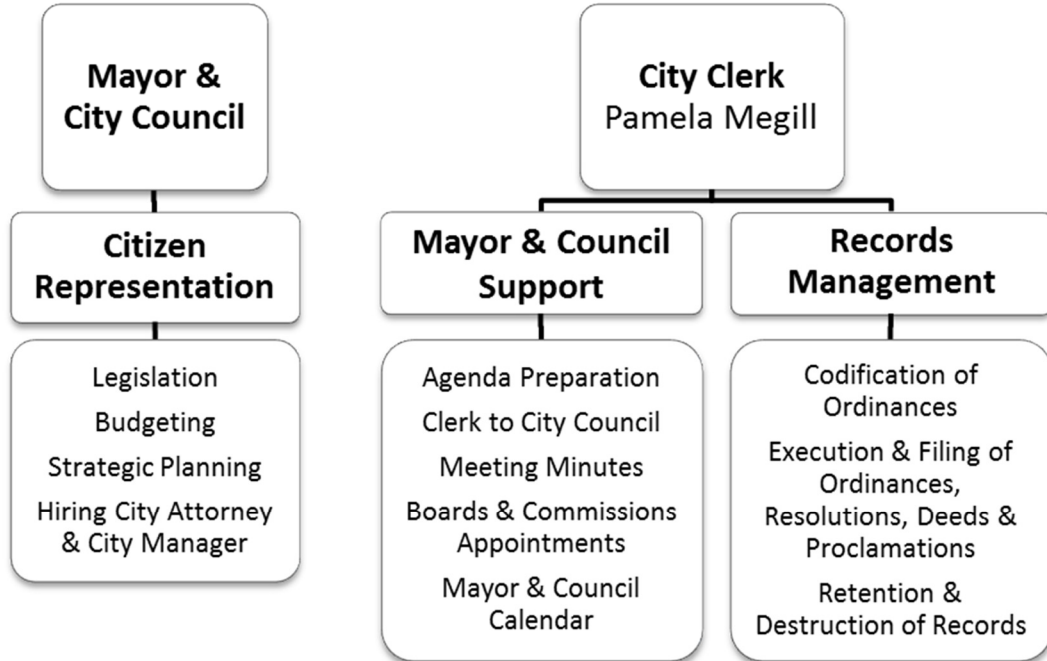 Mayor &
City Council
Citizen
Representation
Legislation
Budgeting
Strategic Planning
Hiring City Attorney
& City Manager
City Clerk
Pamela Megill
Mayor & Council
Support
Agenda Preparation
Clerk to City Council
Meeting Minutes
Boards & Commissions
Appointments
Mayor & Council
Calendar
Records
Management
Codification of
Ordinances
Execution & Filing of
Ordinances,
Resolutions, Deeds &
Proclamations
Retention &
Destruction of Records